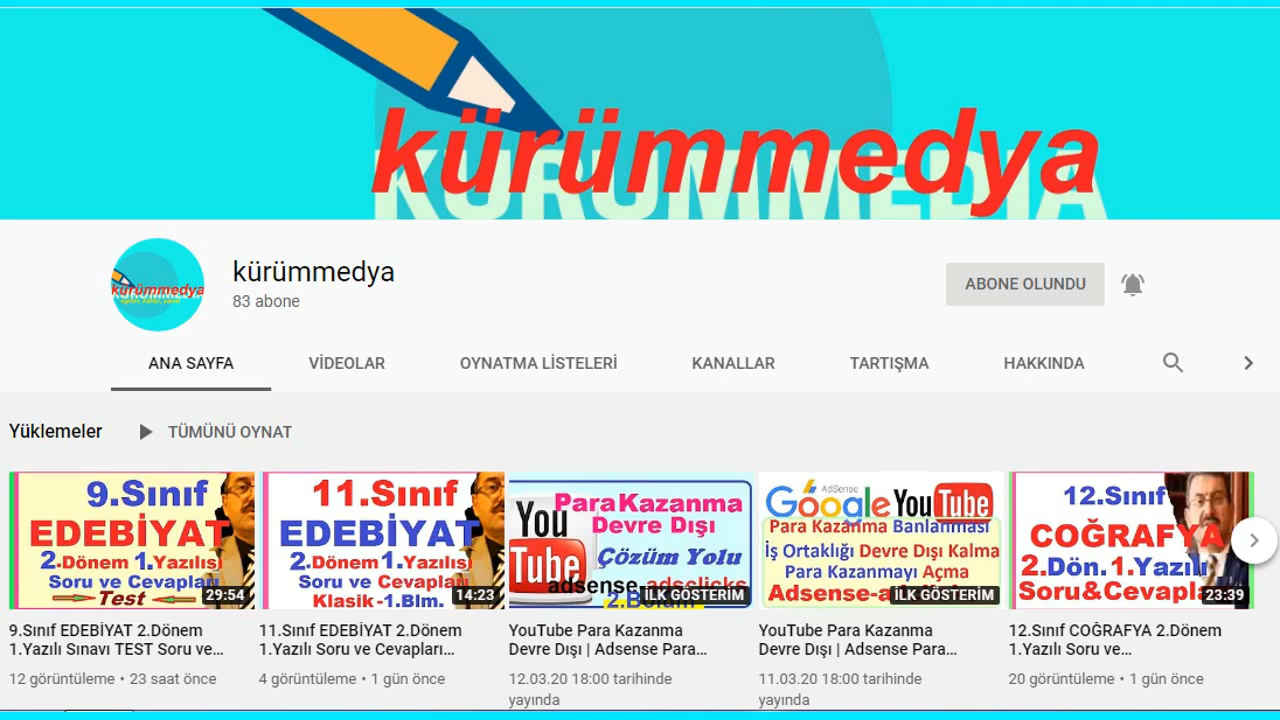 kürümmedya
KURUMMEDIA
kürümmedya
kürümmedya
83 abone
ABONE OLUNDU
ANA SAYFA VİDEOLAR OYNATMA LİSTELERİ KANALLAR TARTIŞMA HAKKINDA
Yüklemeler TÜMÜNÜ OYNAT
9.Sınıf
EDEBİYAT
2.Dönem 1.Yazılısı
Soru ve Cevapları
Test
29:54
11.Sınıf
EDEBİYAT
2.Dönem 1.Yazılısı
Soru ve Cevapları
Klasik-1.Blm.
14:23
Para Kazanma
Devre Dışı
You
Tube
Çözüm Yolu
adsense-adsclicks
2.Bölüm
İLK GÖSTERİM
AdSense
Google YouTube
Para Kazanma Banlanması
İş Ortaklığı Devre Dışı Kalma
Para Kazanmayı Açma
Adsense-a
İLK GÖSTERİM
12.Sınıf
COĞRAFYA
2.Dön.1.Yazılı
Soru&Cevapla
23:39
9.Sınıf EDEBİYAT 2.Dönem
1.Yazılı Sınavı TEST Soru ve...
12 görüntüleme • 23 saat önce
11.Sınıf EDEBİYAT 2.Dönem
1.Yazılı Soru ve Cevapları...
4 görüntüleme • 1 gün önce
YouTube Para Kazanma
Devre Dışı | Adsense Para...
12.03.20 18:00 tarihinde
yayında
YouTube Para Kazanma
Devre Dışı | Adsense Para...
11.03.20 18:00 tarihinde
yayında
12.Sınıf COĞRAFYA 2.Dönem
1.Yazılı Soru ve...
20 görüntüleme • 1 gün önce